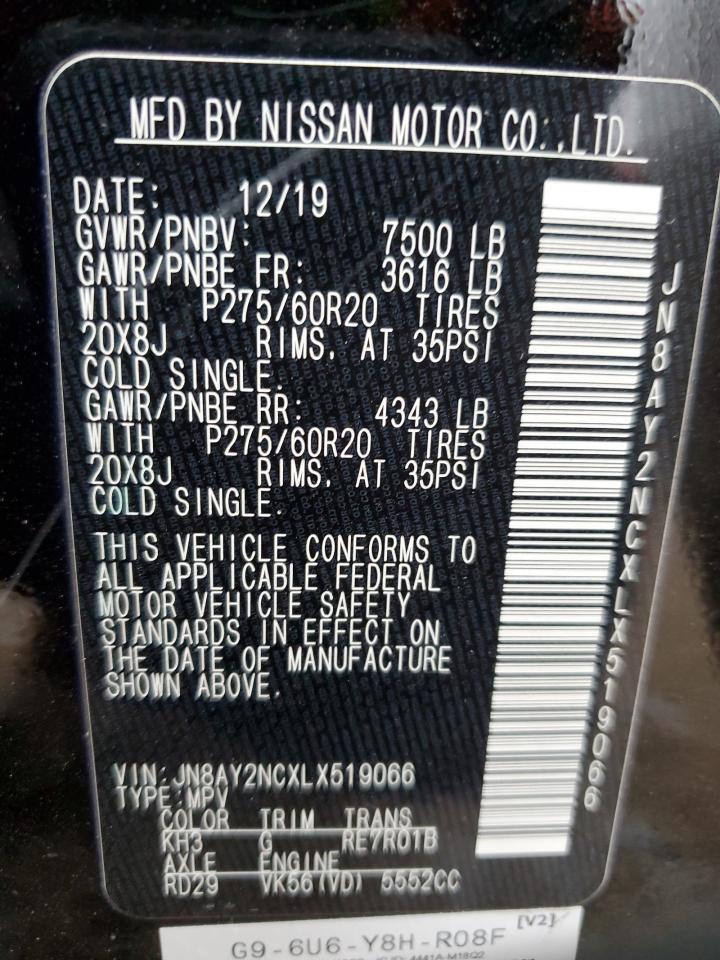 MFD BY NISSAN MOTOR CO.,LTD.
DATE: 12/19
GVWR/PNBV: 7500 LB
GAWR/PNBE FR: 3616 LB
WITH P275/60R20 TIRES
20X8J RIMS, AT 35PSI
COLD SINGLE.
GAWR/PNBE RR: 4343 LB
WITH P275/60R20 TIRES
20X8J RIMS, AT 35PSI
COLD SINGLE.
THIS VEHICLE CONFORMS TO
ALL APPLICABLE FEDERAL
MOTOR VEHICLE SAFETY
STANDARDS IN EFFECT ON
THE DATE OF MANUFACTURE
SHOWN ABOVE.
VIN:JN8AY2NCXLX519066
TYPE:MPV
COLOR TRIM TRANS
KH3 G RE7R01B
AXLE ENGINE
RD29 VK56(VD) 5552CC
JN8AY2NCXLX519066
[V2]
G9-6U6-Y8H-R08F